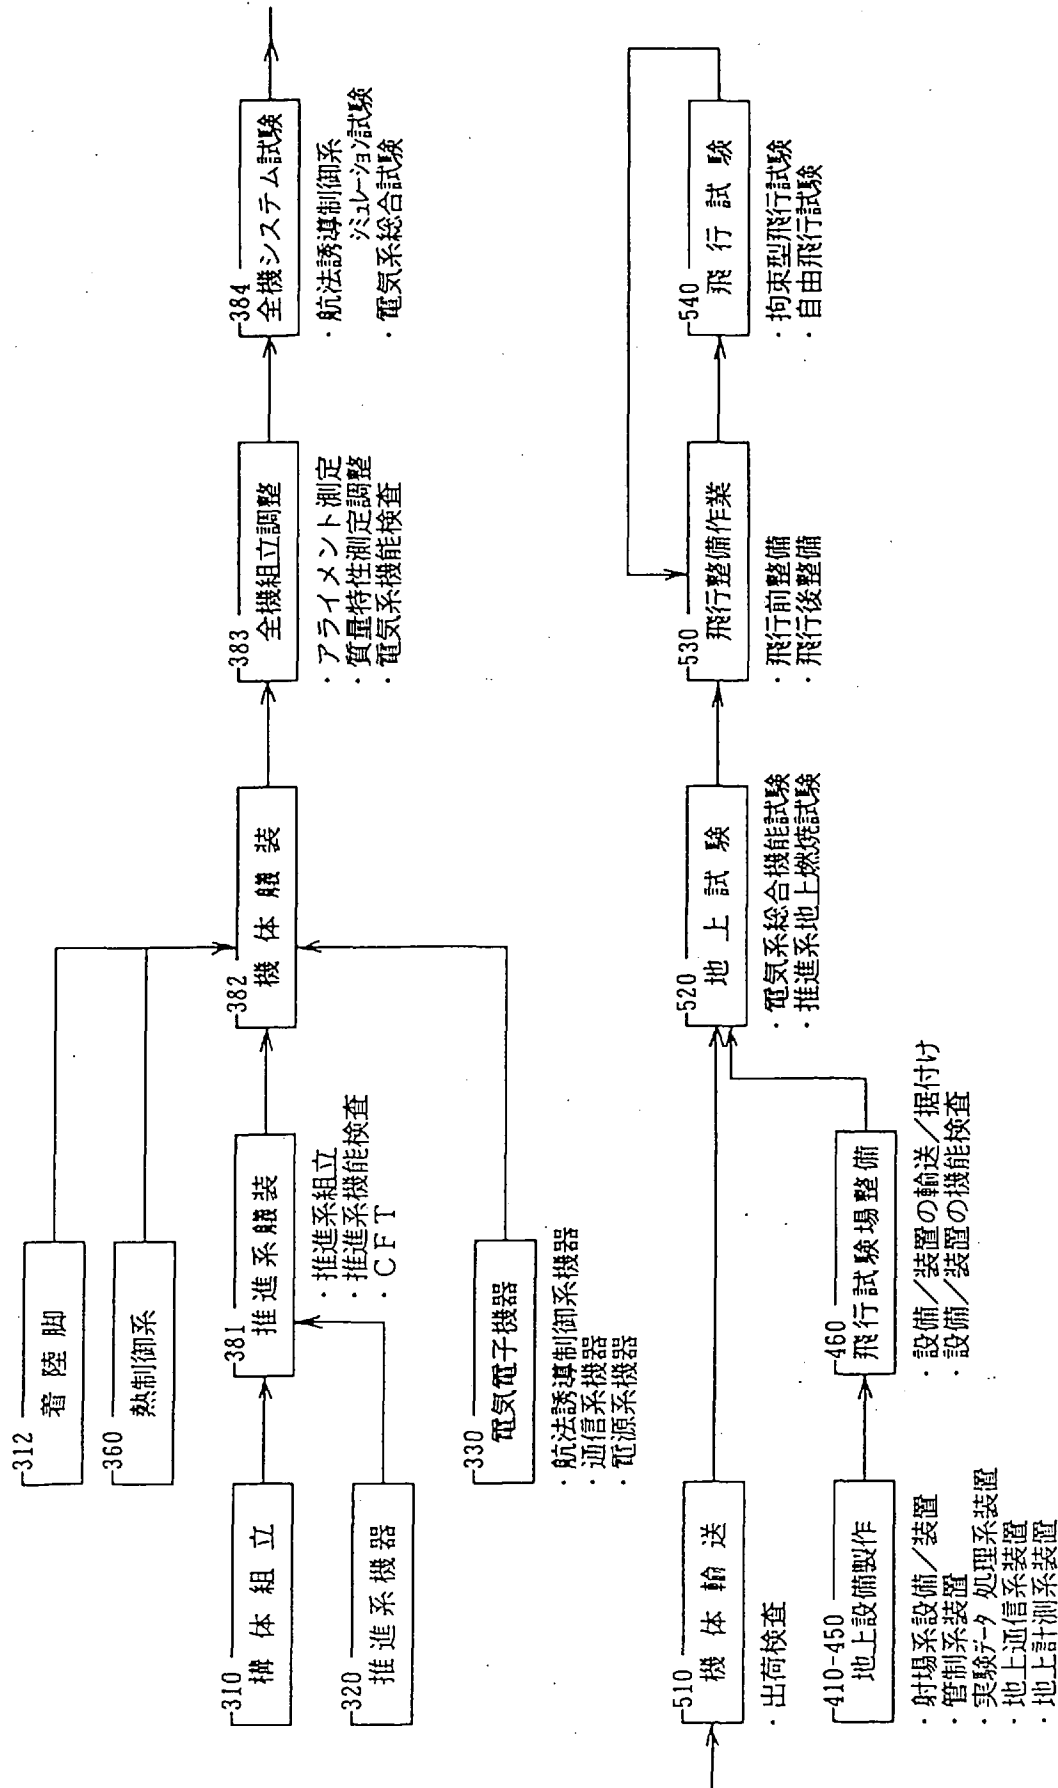 312
着陸脚
360
熱制御系
310
構体組立
320
推進系機器
381
推進系艤装
・推進系組立
・推進系機能検査
・CFT
330
電気電子機器
・航法誘導制御系機器
・通信系機器
・電源系機器
382
機体艤装
383
全機組立調整
・アライメント測定
・質量特性測定調整
・電気系機能検査
384
全機システム試験
・航法誘導制御系
シミュレーション試験
・電気系総合試験
510
機体輸送
・出荷検査
410-450
地上設備製作
・射場系設備/装置
・管制系装置
・実験データ処理系装置
・地上通信系装置
・地上計測系装置
460
飛行試験場整備
・設備/装置の輸送/据付け
・設備/装置の機能検査
520
地上試験
・電気系総合機能試験
・推進系地上燃焼試験
530
飛行整備作業
・飛行前整備
・飛行後整備
540
飛行試験
・拘束型飛行試験
・自由飛行試験